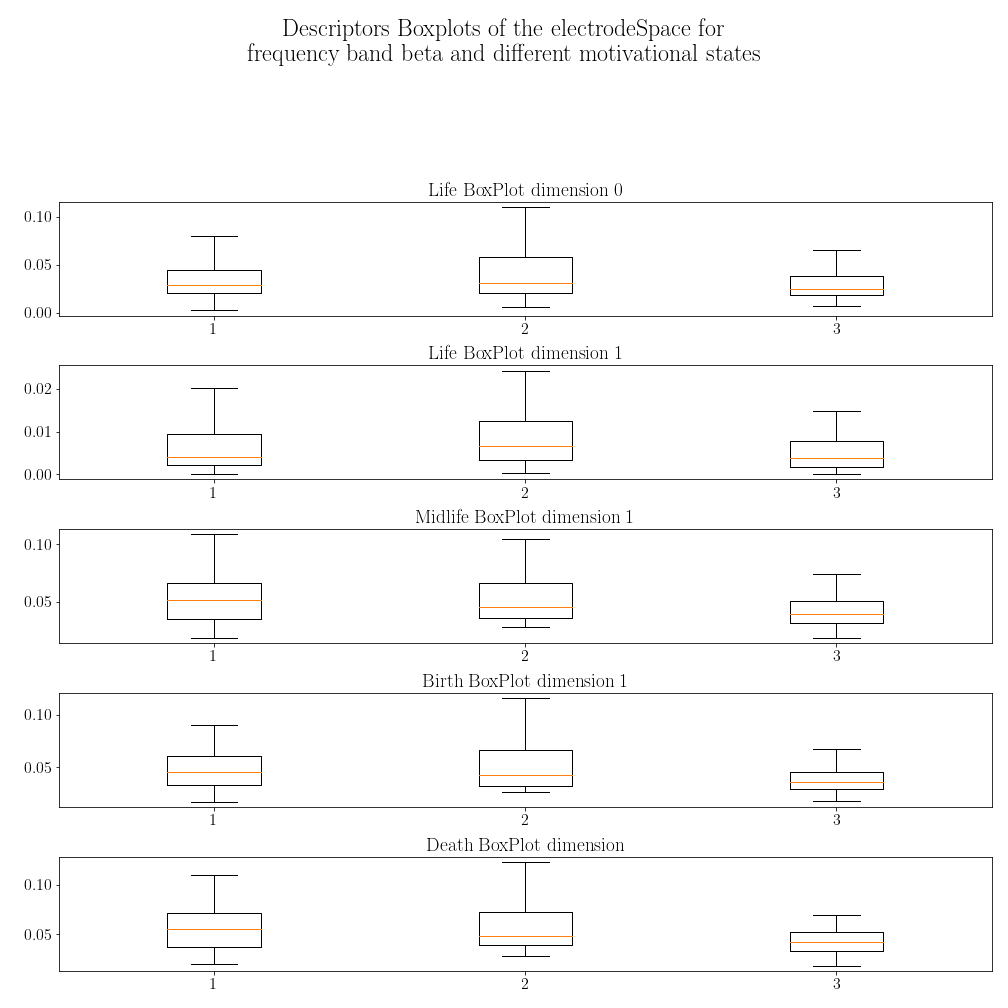 Descriptors Boxplots of the electrodeSpace for
frequency band beta and different motivational states
Life BoxPlot dimension 0
0.10
0.05
0.00
1 2 3
Life BoxPlot dimension 1
0.02
0.01
0.00
1 2 3
Midlife BoxPlot dimension 1
0.10
0.05
1 2 3
Birth BoxPlot dimension 1
0.10
0.05
1 2 3
Death BoxPlot dimension
0.10
0.05
1 2 3